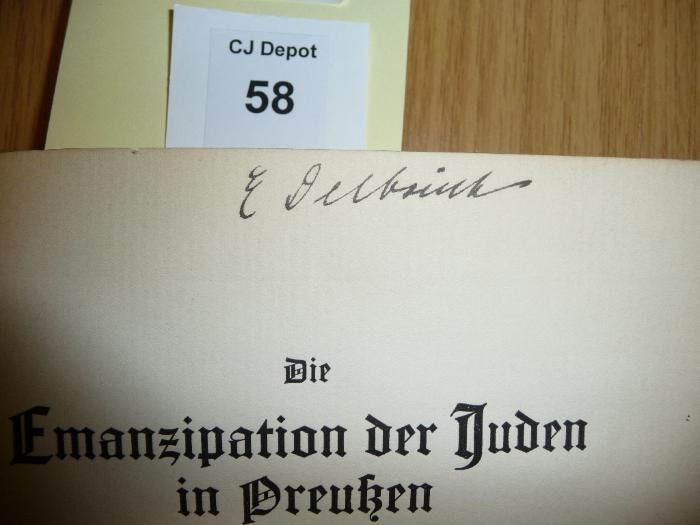 CJ Depot
58
E Delbrück
Die
Emanzipation der Juden
in Preußen